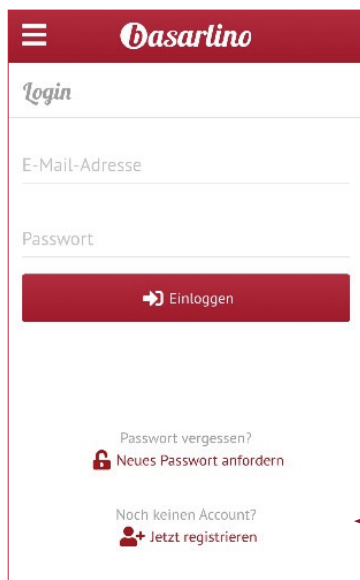 basarlino
Login
E-Mail-Adresse
Passwort
Einloggen
Passwort vergessen?
Neues Passwort anfordern
Noch keinen Account?
Jetzt registrieren